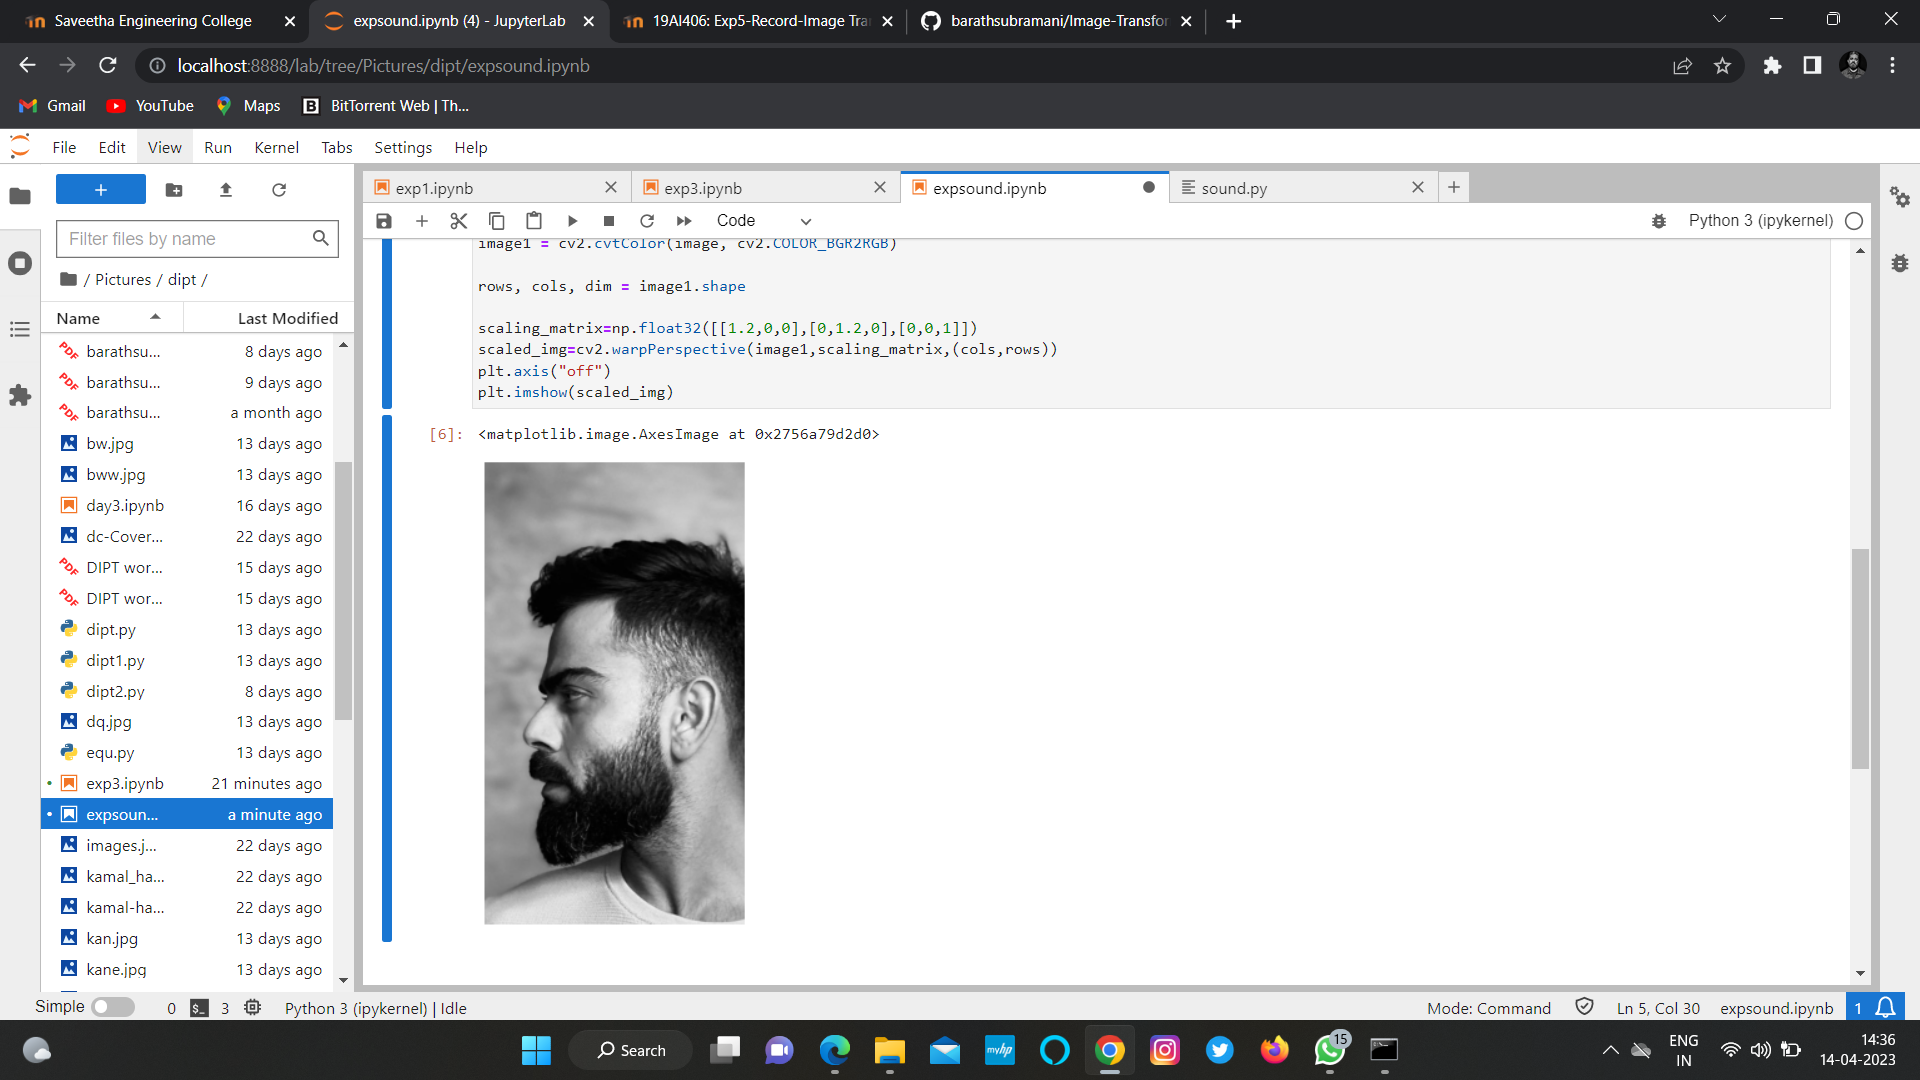 Saveetha Engineering College
expsound.ipynb (4) - JupyterLab
19AI406: Exp5-Record-Image Tra
barathsubramani/Image-Transfor
localhost:8888/lab/tree/Pictures/dipt/expsound.ipynb
Gmail YouTube Maps BitTorrent Web | Th...
File Edit View Run Kernel Tabs Settings Help
exp1.ipynb exp3.ipynb expsound.ipynb sound.py
Filter files by name
Code Python 3 (ipykernel)
/ Pictures / dipt /
Name Last Modified
barathsu... 8 days ago
barathsu... 9 days ago
barathsu... a month ago
bw.jpg 13 days ago
bww.jpg 13 days ago
day3.ipynb 16 days ago
dc-Cover... 22 days ago
DIPT wor... 15 days ago
DIPT wor... 15 days ago
dipt.py 13 days ago
dipt1.py 13 days ago
dipt2.py 8 days ago
dq.jpg 13 days ago
equ.py 13 days ago
exp3.ipynb 21 minutes ago
expsoun... a minute ago
images.j... 22 days ago
kamal_ha... 22 days ago
kamal-ha... 22 days ago
kan.jpg 13 days ago
kane.jpg 13 days ago
image1 = cv2.cvtColor(image, cv2.COLOR_BGR2RGB)
rows, cols, dim = image1.shape
scaling_matrix=np.float32([[1.2,0,0],[0,1.2,0],[0,0,1]])
scaled_img=cv2.warpPerspective(image1,scaling_matrix,(cols,rows))
plt.axis("off")
plt.imshow(scaled_img)
[6]: <matplotlib.image.AxesImage at 0x2756a79d2d0>
Simple 0 $_ 3 Python 3 (ipykernel) | Idle Mode: Command Ln 5, Col 30 expsound.ipynb 1
Search
myhp
15
ENG
IN
14:36
14-04-2023